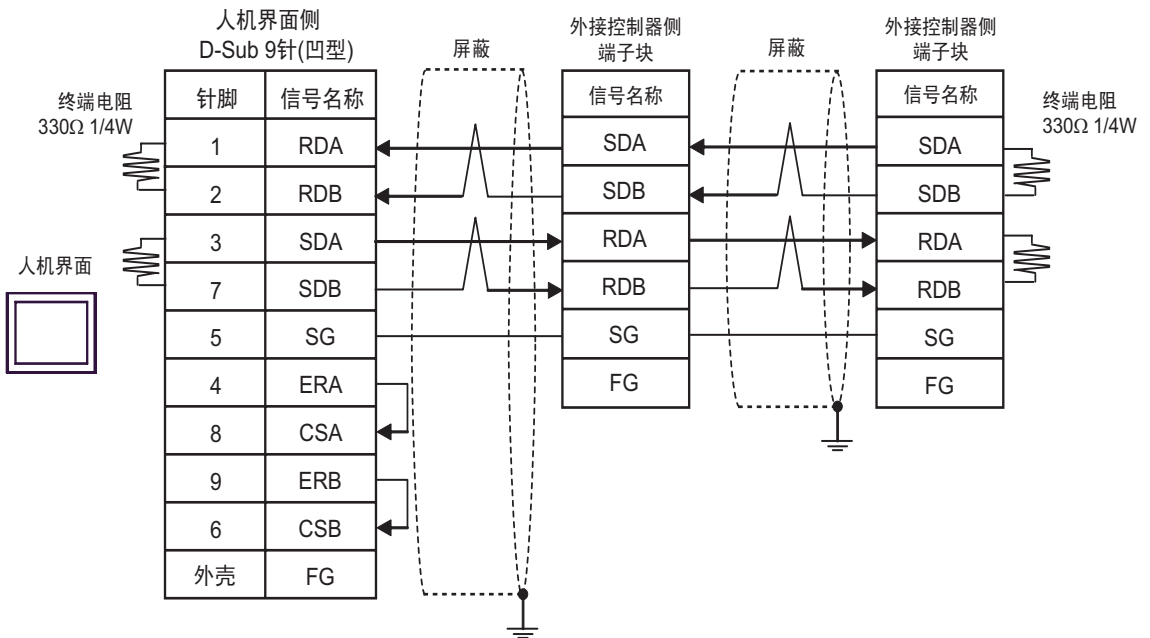 人机界面侧
D-Sub 9针(凹型)
屏蔽
外接控制器侧
端子块
屏蔽
外接控制器侧
端子块
终端电阻
330Ω 1/4W
针脚 信号名称
1 RDA
2 RDB
3 SDA
7 SDB
5 SG
4 ERA
8 CSA
9 ERB
6 CSB
外壳 FG
人机界面
信号名称
SDA
SDB
RDA
RDB
SG
FG
信号名称
SDA
SDB
RDA
RDB
SG
FG
终端电阻
330Ω 1/4W